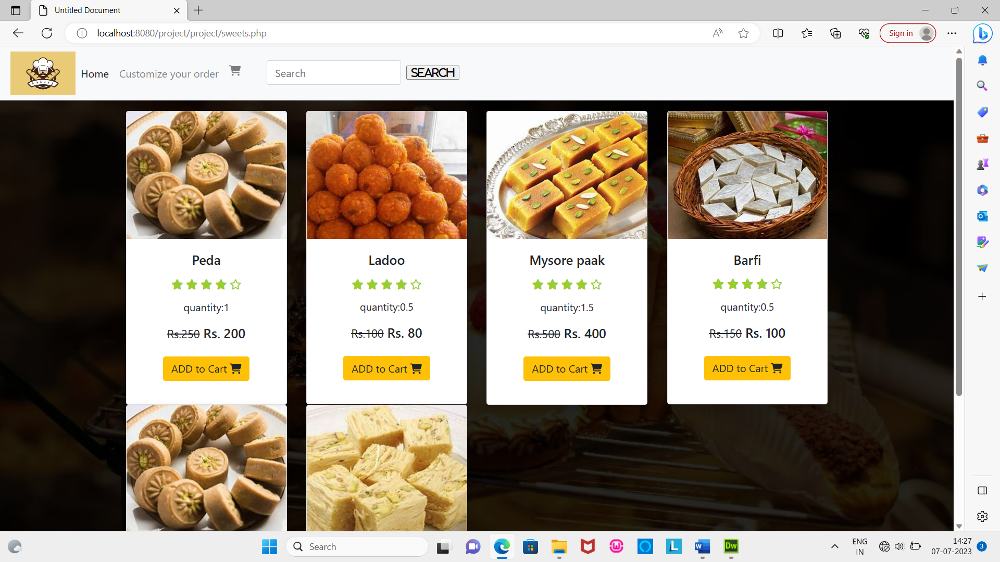 Untitled Document
localhost:8080/project/project/sweets.php
Sign in
bakery
Home
Customize your order
Search
SEARCH
Peda
quantity:1
Rs.250 Rs. 200
ADD to Cart
Ladoo
quantity:0.5
Rs.100 Rs. 80
ADD to Cart
Mysore paak
quantity:1.5
Rs.500 Rs. 400
ADD to Cart
Barfi
quantity:0.5
Rs.150 Rs. 100
ADD to Cart
Search
ENG
IN
14:27
07-07-2023
3